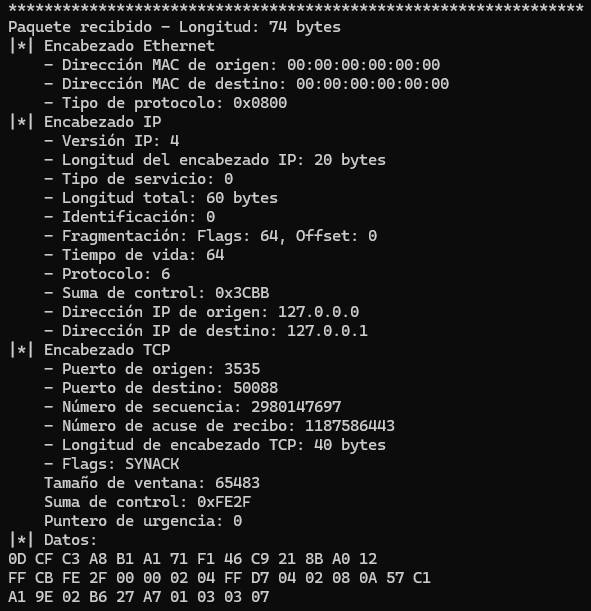 ****************************************************************
Paquete recibido - Longitud: 74 bytes
|*| Encabezado Ethernet
    - Dirección MAC de origen: 00:00:00:00:00:00
    - Dirección MAC de destino: 00:00:00:00:00:00
    - Tipo de protocolo: 0x0800
|*| Encabezado IP
    - Versión IP: 4
    - Longitud del encabezado IP: 20 bytes
    - Tipo de servicio: 0
    - Longitud total: 60 bytes
    - Identificación: 0
    - Fragmentación: Flags: 64, Offset: 0
    - Tiempo de vida: 64
    - Protocolo: 6
    - Suma de control: 0x3CBB
    - Dirección IP de origen: 127.0.0.0
    - Dirección IP de destino: 127.0.0.1
|*| Encabezado TCP
    - Puerto de origen: 3535
    - Puerto de destino: 50088
    - Número de secuencia: 2980147697
    - Número de acuse de recibo: 1187586443
    - Longitud de encabezado TCP: 40 bytes
    - Flags: SYNACK
    Tamaño de ventana: 65483
    Suma de control: 0xFE2F
    Puntero de urgencia: 0
|*| Datos:
0D CF C3 A8 B1 A1 71 F1 46 C9 21 8B A0 12
FF CB FE 2F 00 00 02 04 FF D7 04 02 08 0A 57 C1
A1 9E 02 B6 27 A7 01 03 03 07